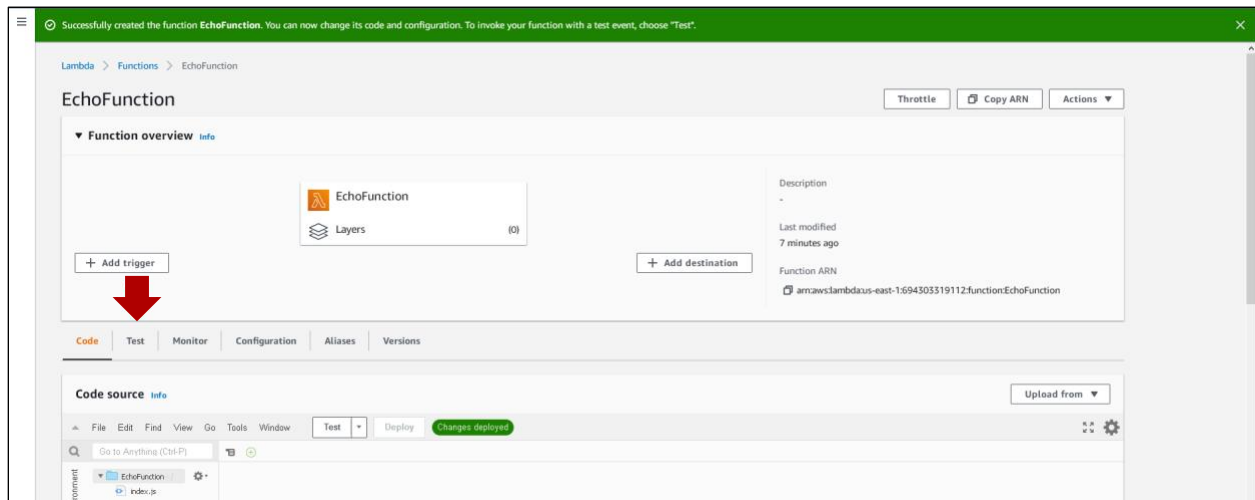 Successfully created the function EchoFunction. You can now change its code and configuration. To invoke your function with a test event, choose "Test".
Lambda > Functions > EchoFunction
EchoFunction
Throttle Copy ARN Actions
Function overview Info
EchoFunction
Layers (0)
+ Add trigger
+ Add destination
Description
-
Last modified
7 minutes ago
Function ARN
arn:aws:lambda:us-east-1:694303319112:function:EchoFunction
Code Test Monitor Configuration Aliases Versions
Code source Info
Upload from
File Edit Find View Go Tools Window Test Deploy Changes deployed
Go to Anything (Ctrl-P)
EchoFunction
index.js